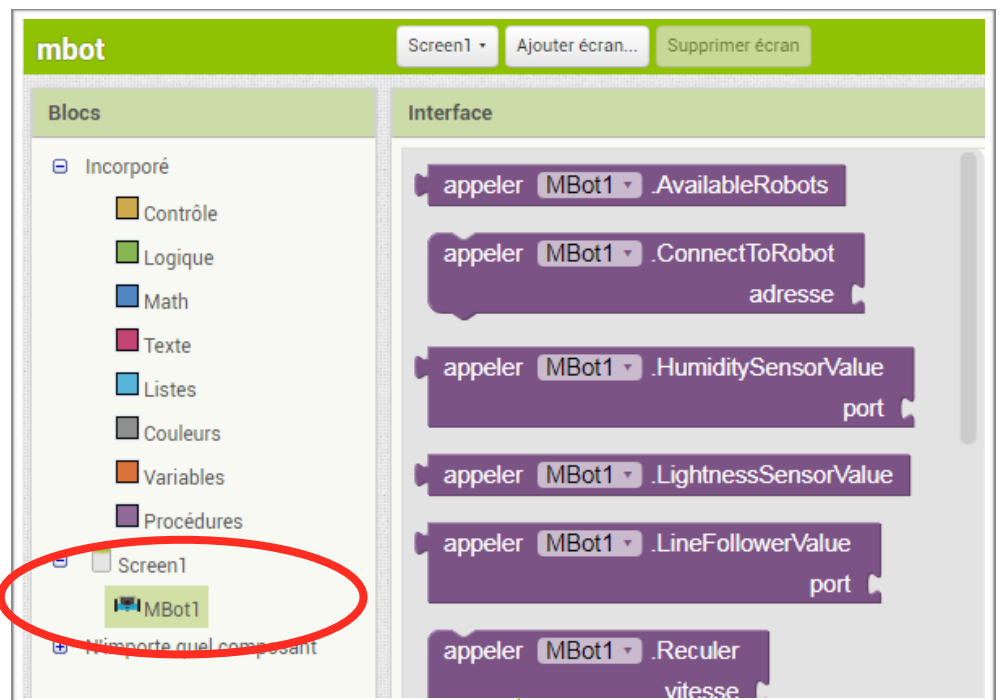 mbot
Screen1
Ajouter écran...
Supprimer écran
Blocs
Interface
Incorporé
Contrôle
Logique
Math
Texte
Listes
Couleurs
Variables
Procédures
Screen1
MBot1
N'importe quel composant
appeler MBot1 .AvailableRobots
appeler MBot1 .ConnectToRobot
adresse
appeler MBot1 .HumiditySensorValue
port
appeler MBot1 .LightnessSensorValue
appeler MBot1 .LineFollowerValue
port
appeler MBot1 .Reculer
vitesse